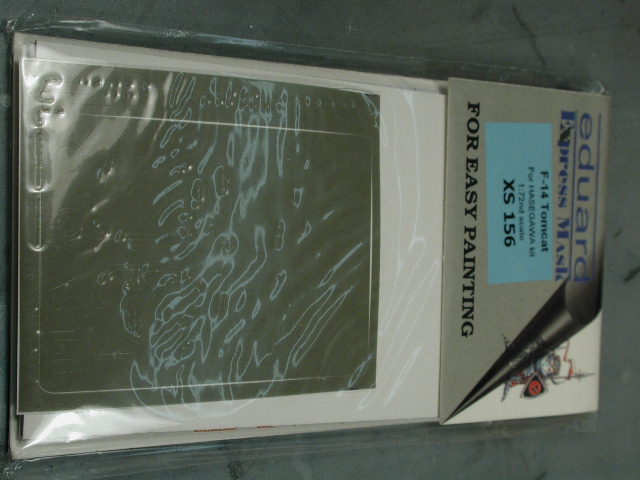 eduard
Express Mask
F-14 Tomcat
For HASEGAWA kit
1:72nd scale
XS 156
FOR EASY PAINTING